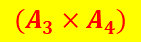 (A₃ × A₄)